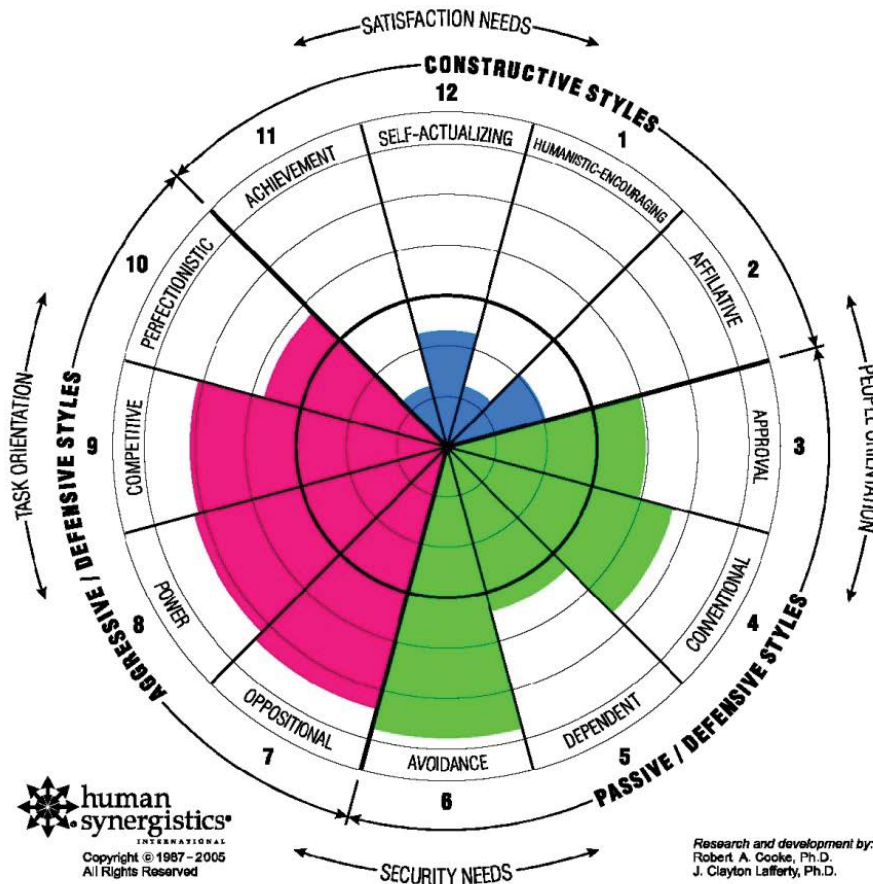 SATISFACTION NEEDS
CONSTRUCTIVE STYLES
12
11
1
SELF-ACTUALIZING
ACHIEVEMENT
HUMANISTIC-ENCOURAGING
10
2
PERFECTIONISTIC
AFFILIATIVE
TASK ORIENTATION
PEOPLE ORIENTATION
9
COMPETITIVE
APPROVAL
3
AGGRESSIVE / DEFENSIVE STYLES
8
POWER
CONVENTIONAL
4
OPPOSITIONAL
DEPENDENT
7
AVOIDANCE
5
6
PASSIVE / DEFENSIVE STYLES
human
synergistics®
INTERNATIONAL
Copyright © 1987-2005
All Rights Reserved
SECURITY NEEDS
Research and development by:
Robert A. Cooke, Ph.D.
J. Clayton Lafferty, Ph.D.